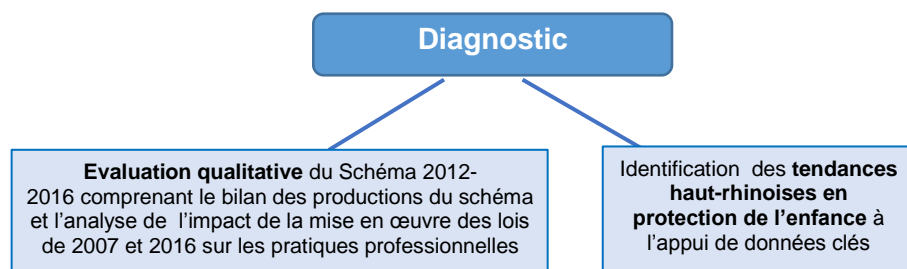 Diagnostic
Evaluation qualitative du Schéma 2012-
2016 comprenant le bilan des productions du schéma
et l'analyse de l'impact de la mise en œuvre des lois
de 2007 et 2016 sur les pratiques professionnelles
Identification des tendances
haut-rhinoises en
protection de l'enfance à
l'appui de données clés